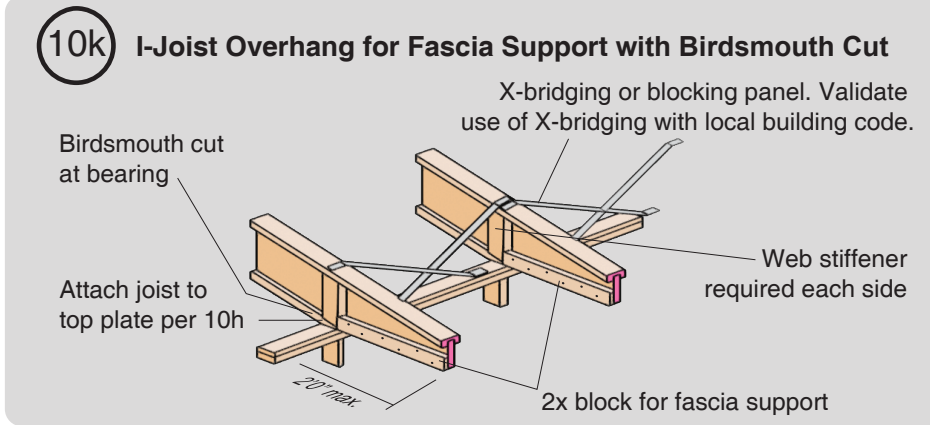 10k I-Joist Overhang for Fascia Support with Birdsmouth Cut
X-bridging or blocking panel. Validate
use of X-bridging with local building code.
Birdsmouth cut
at bearing
Web stiffener
required each side
Attach joist to
top plate per 10h
2'0" max.
2x block for fascia support